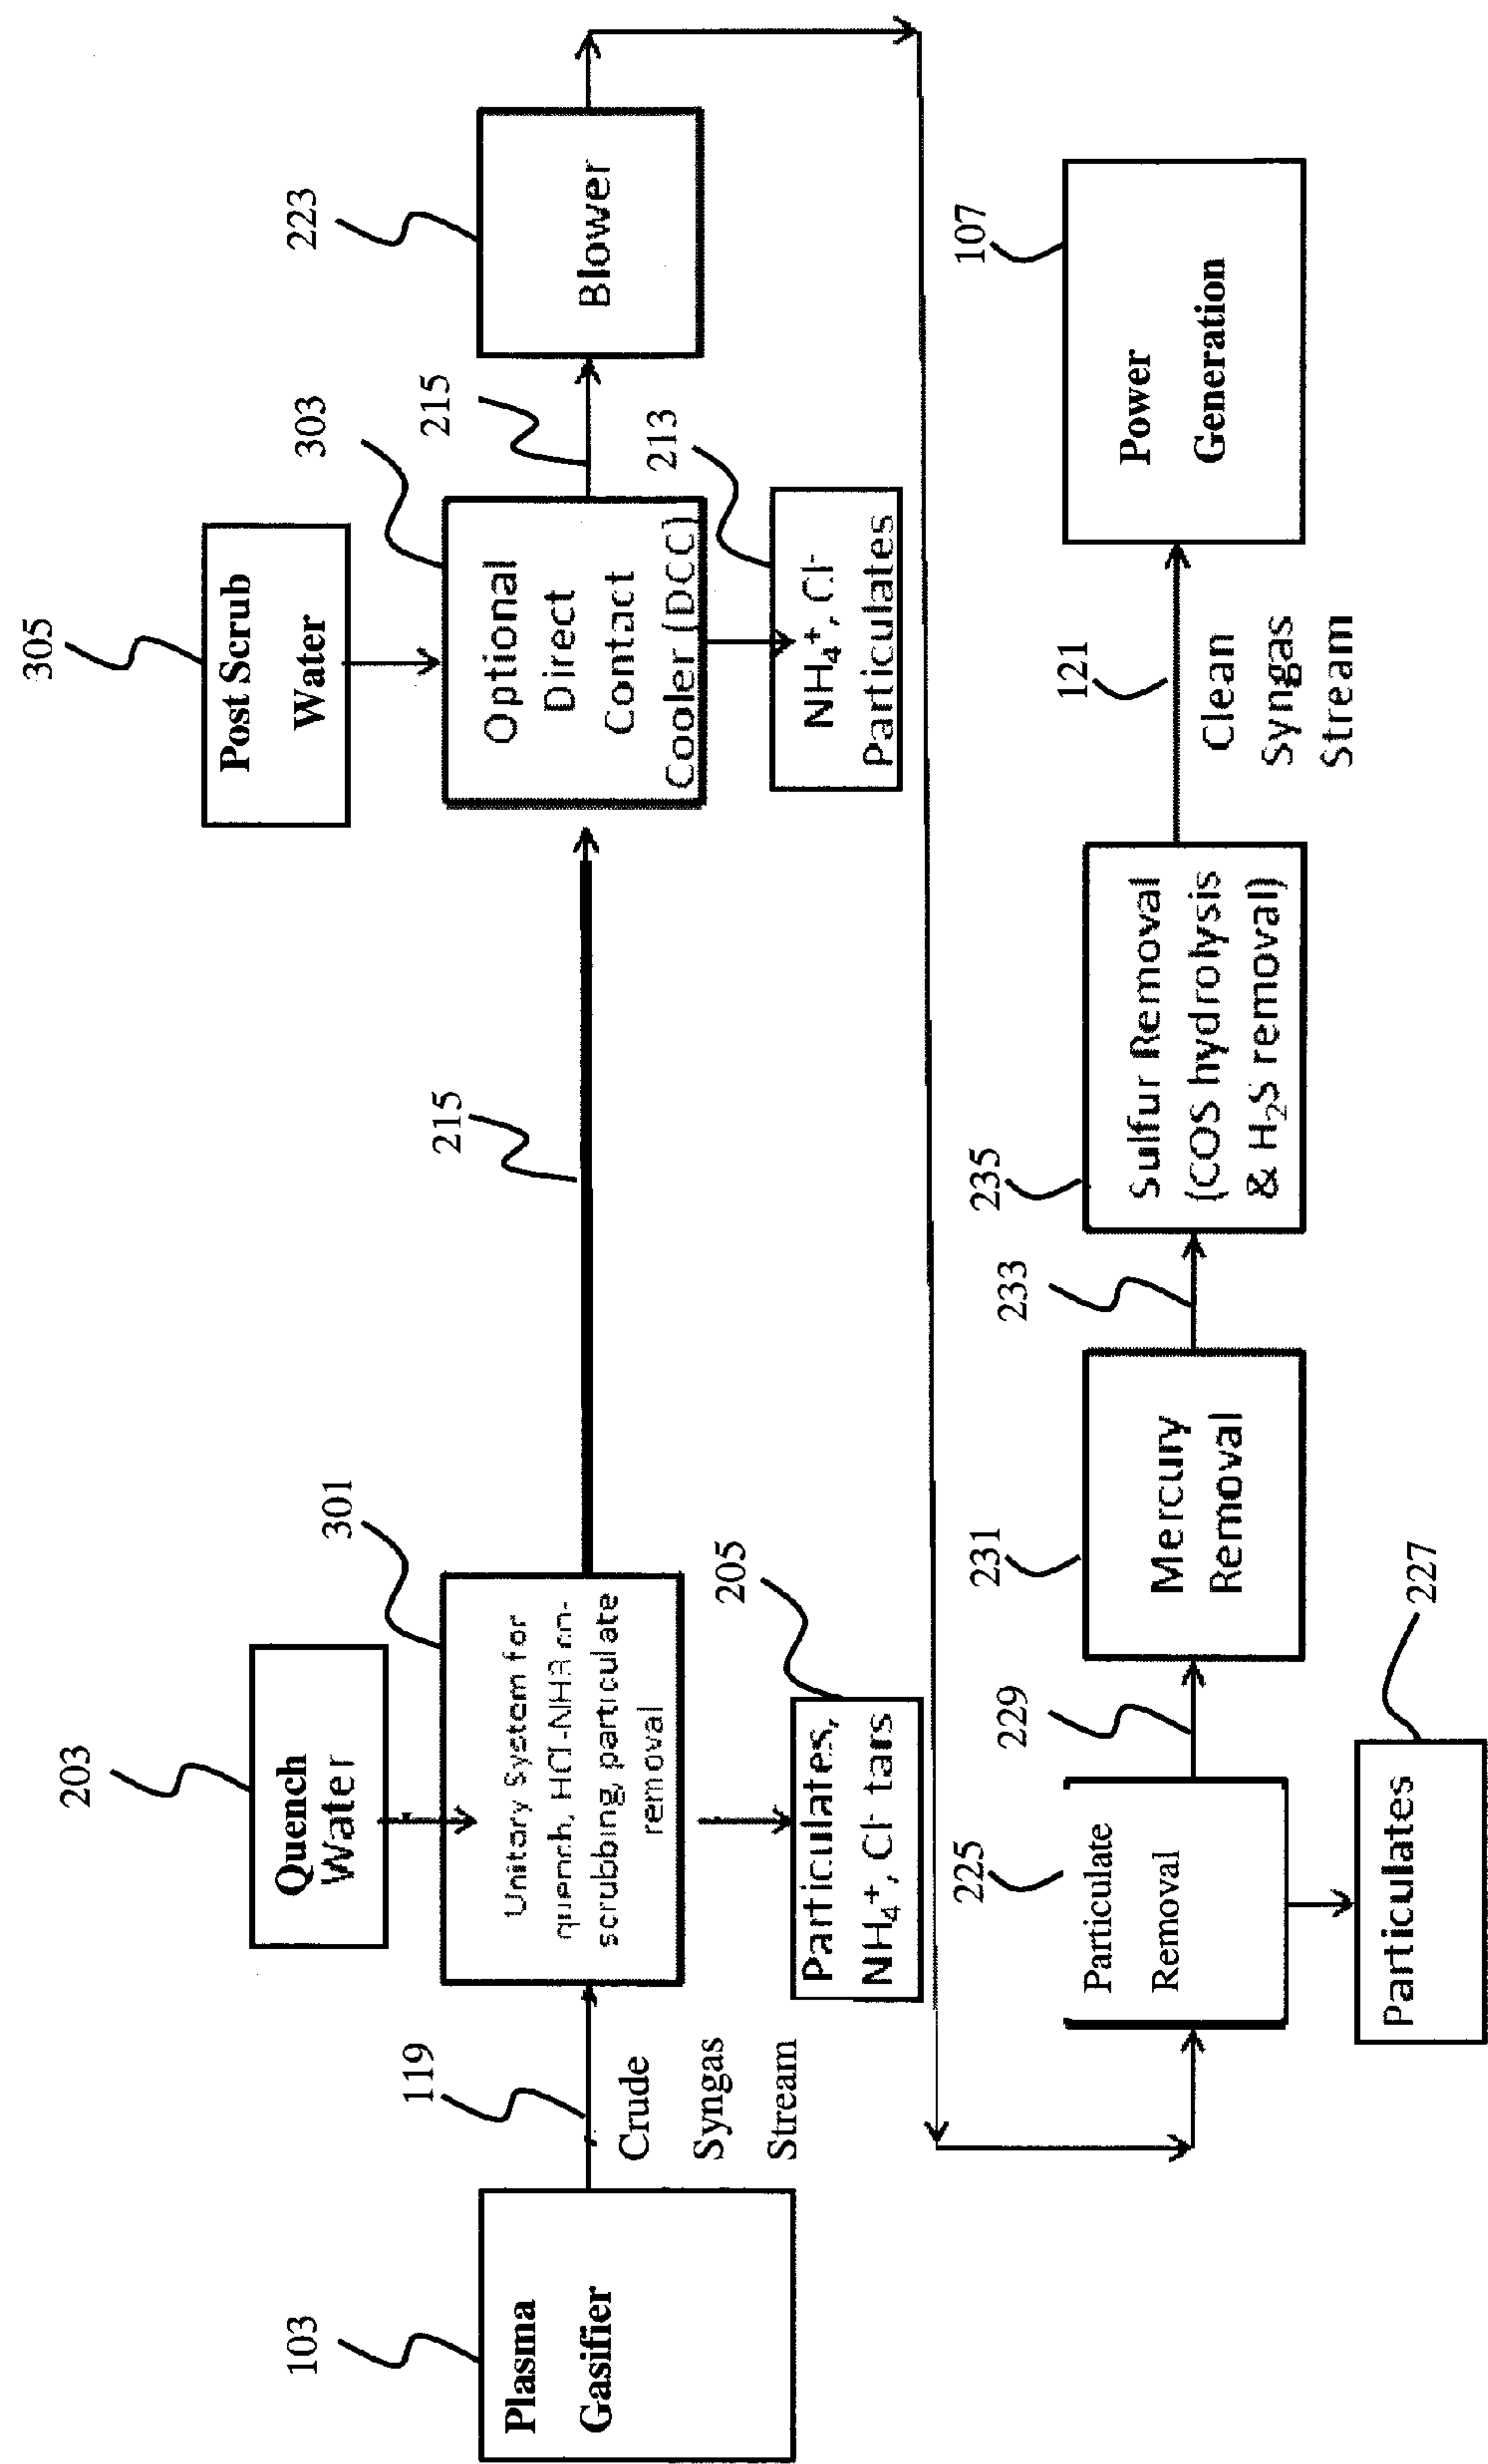 305
Post Scrub
Water
223
Blower
303
Optional
Direct
Contact
Cooler (DCC)
215
213
NH₄⁺, Cl⁻
Particulates
215
203
Quench
Water
301
Unitary System for
quench, HCl-NH3 co-
scrubbing, particulate
removal
205
Particulates,
NH₄⁺, Cl⁻ tars
119
Crude
Syngas
Stream
103
Plasma
Gasifier
225
Particulate
Removal
227
Particulates
229
231
Mercury
Removal
233
235
Sulfur Removal
(COS hydrolysis
& H₂S removal)
121
Clean
Syngas
Stream
107
Power
Generation